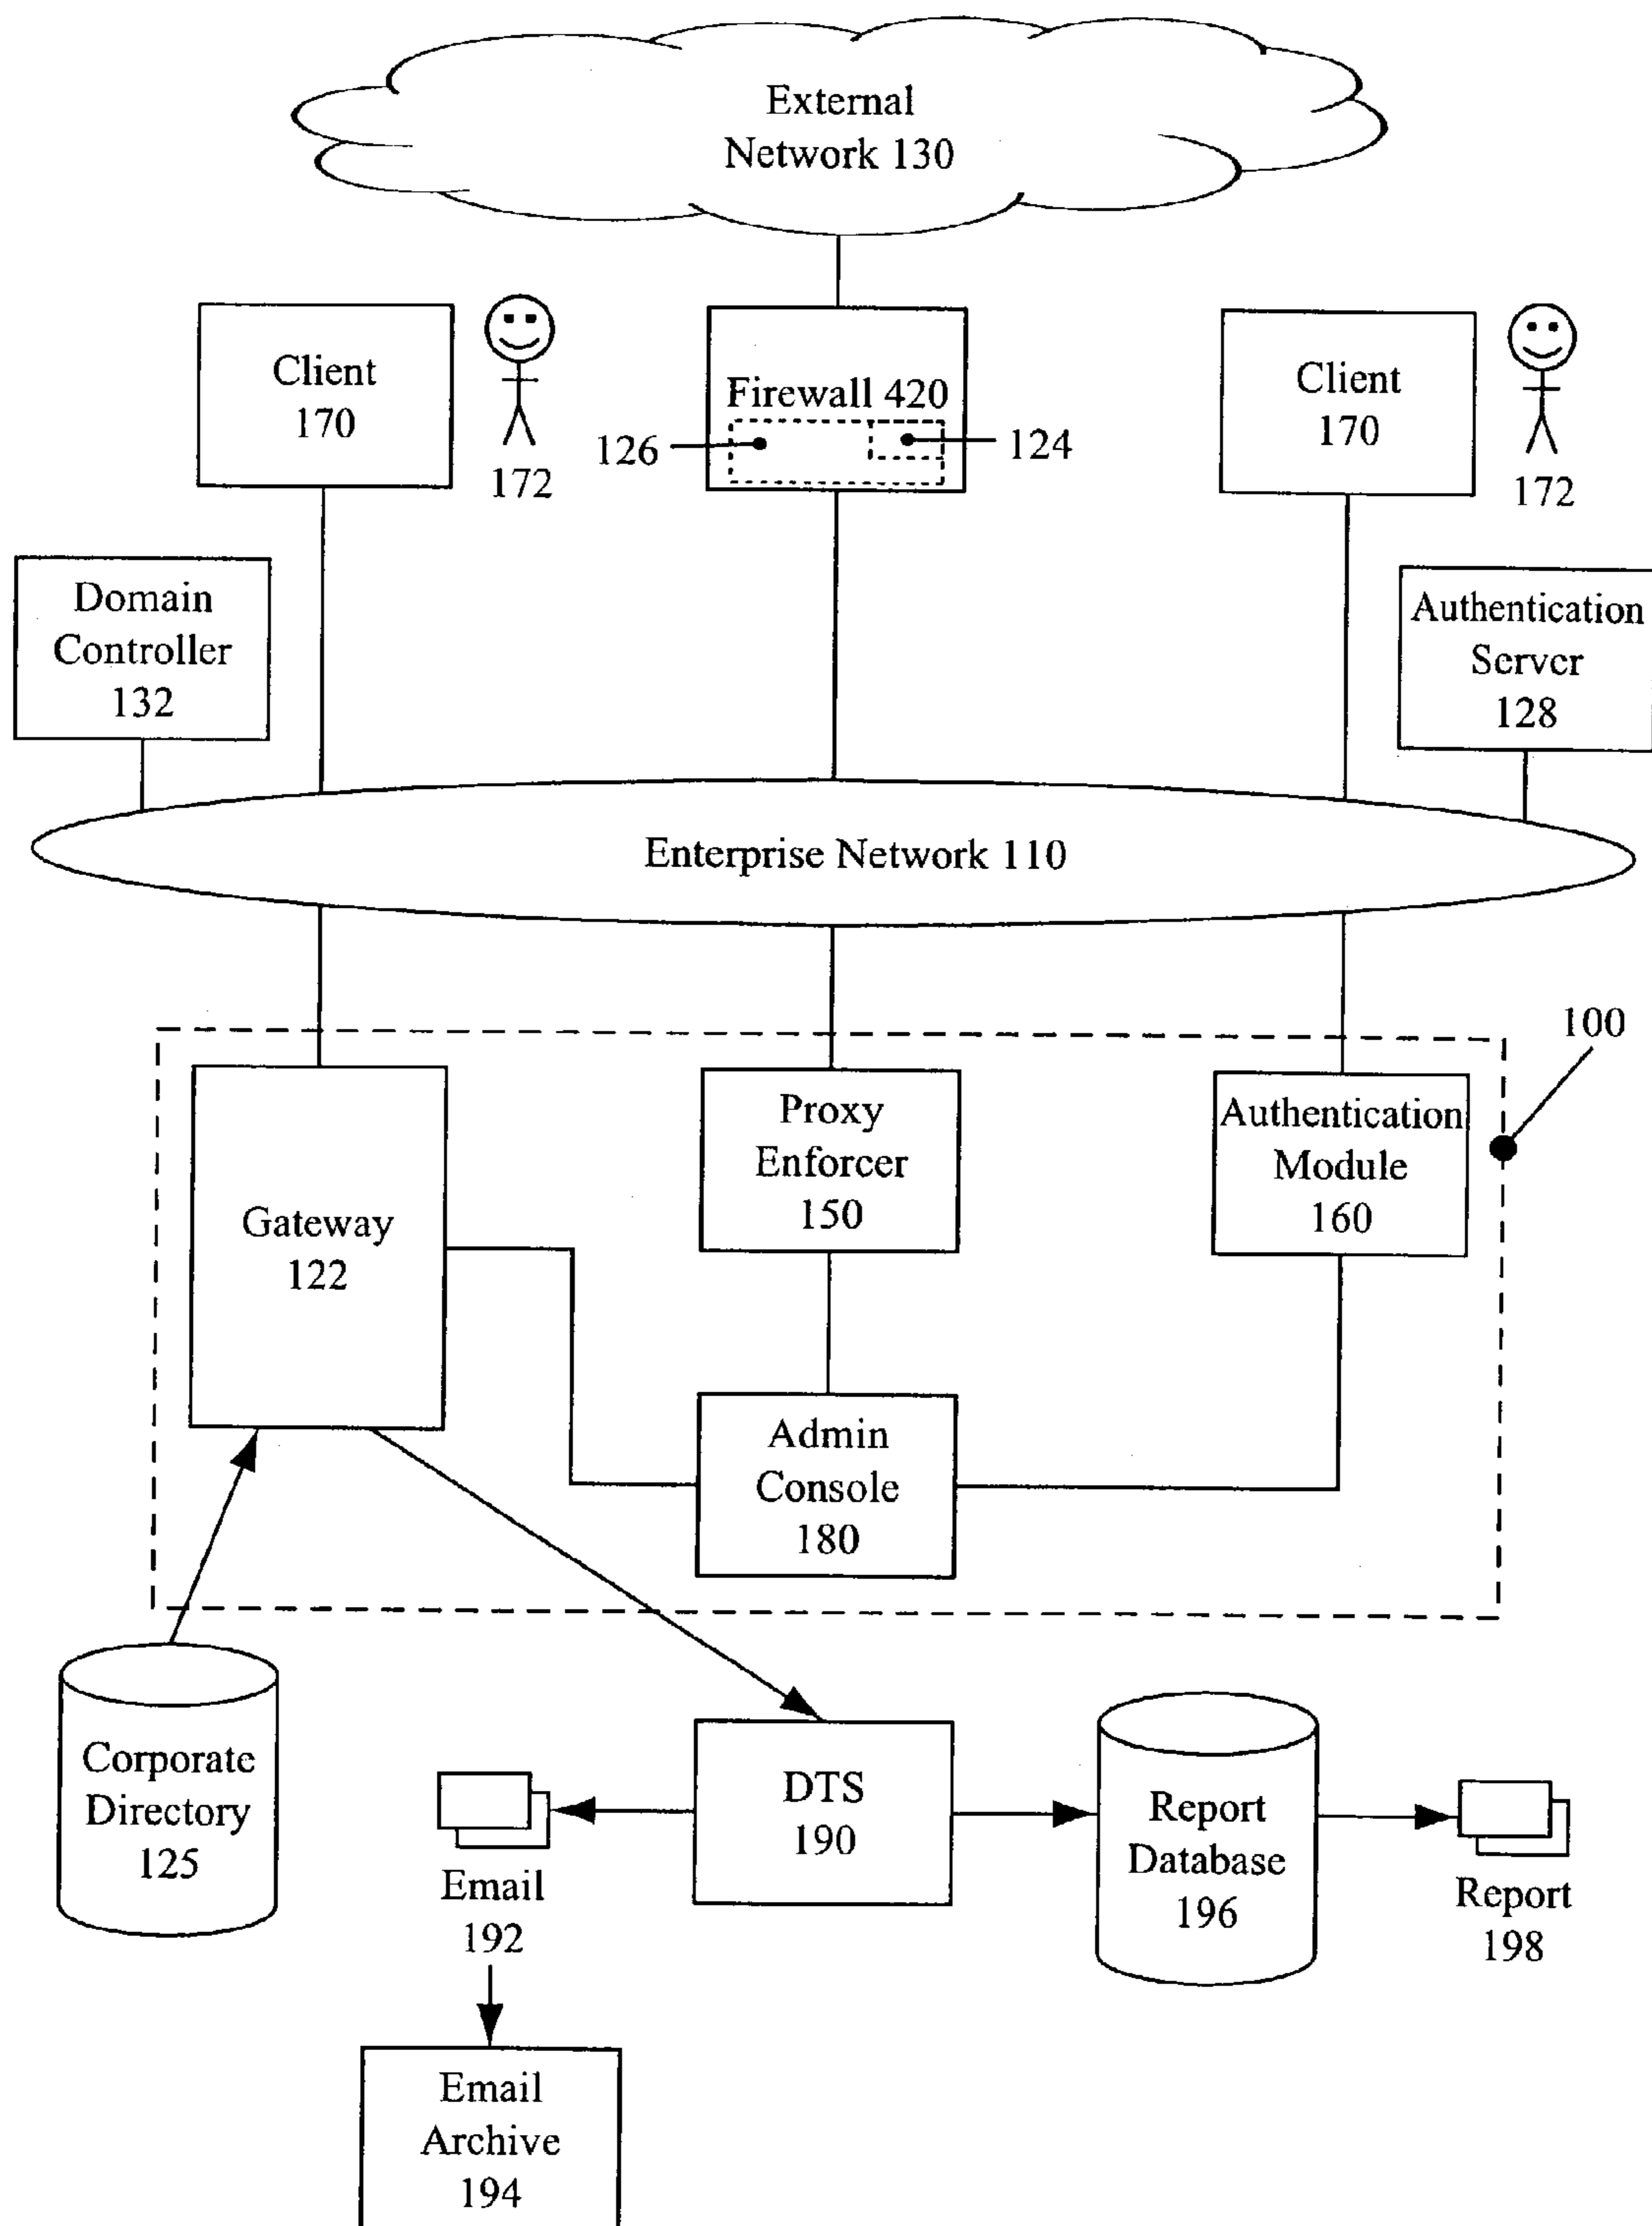 External
Network 130
Client
170
172
Firewall 420
126
124
Client
170
172
Domain
Controller
132
Authentication
Server
128
Enterprise Network 110
100
Gateway
122
Proxy
Enforcer
150
Authentication
Module
160
Admin
Console
180
Corporate
Directory
125
Email
192
DTS
190
Report
Database
196
Report
198
Email
Archive
194